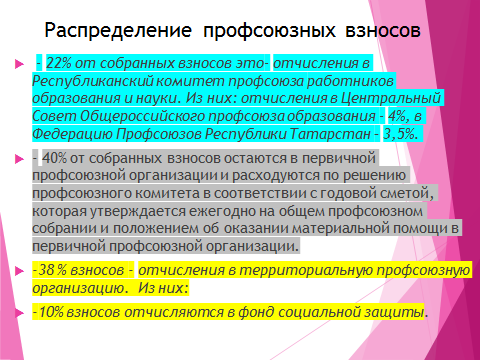 Распределение профсоюзных взносов
- 22% от собранных взносов это- отчисления в
Республиканский комитет профсоюза работников
образования и науки. Из них: отчисления в Центральный
Совет Общероссийского профсоюза образования - 4%, в
Федерацию Профсоюзов Республики Татарстан - 3,5%.
- 40% от собранных взносов остаются в первичной
профсоюзной организации и расходуются по решению
профсоюзного комитета в соответствии с годовой сметой,
которая утверждается ежегодно на общем профсоюзном
собрании и положением об оказании материальной помощи в
первичной профсоюзной организации.
-38 % взносов - отчисления в территориальную профсоюзную
организацию. Из них:
-10% взносов отчисляются в фонд социальной защиты.